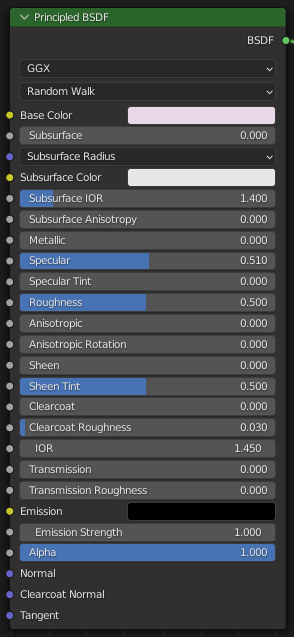 Principled BSDF
BSDF
GGX
Random Walk
Base Color
Subsurface 0.000
Subsurface Radius
Subsurface Color
Subsurface IOR 1.400
Subsurface Anisotropy 0.000
Metallic 0.000
Specular 0.510
Specular Tint 0.000
Roughness 0.500
Anisotropic 0.000
Anisotropic Rotation 0.000
Sheen 0.000
Sheen Tint 0.500
Clearcoat 0.000
Clearcoat Roughness 0.030
IOR 1.450
Transmission 0.000
Transmission Roughness 0.000
Emission
Emission Strength 1.000
Alpha 1.000
Normal
Clearcoat Normal
Tangent